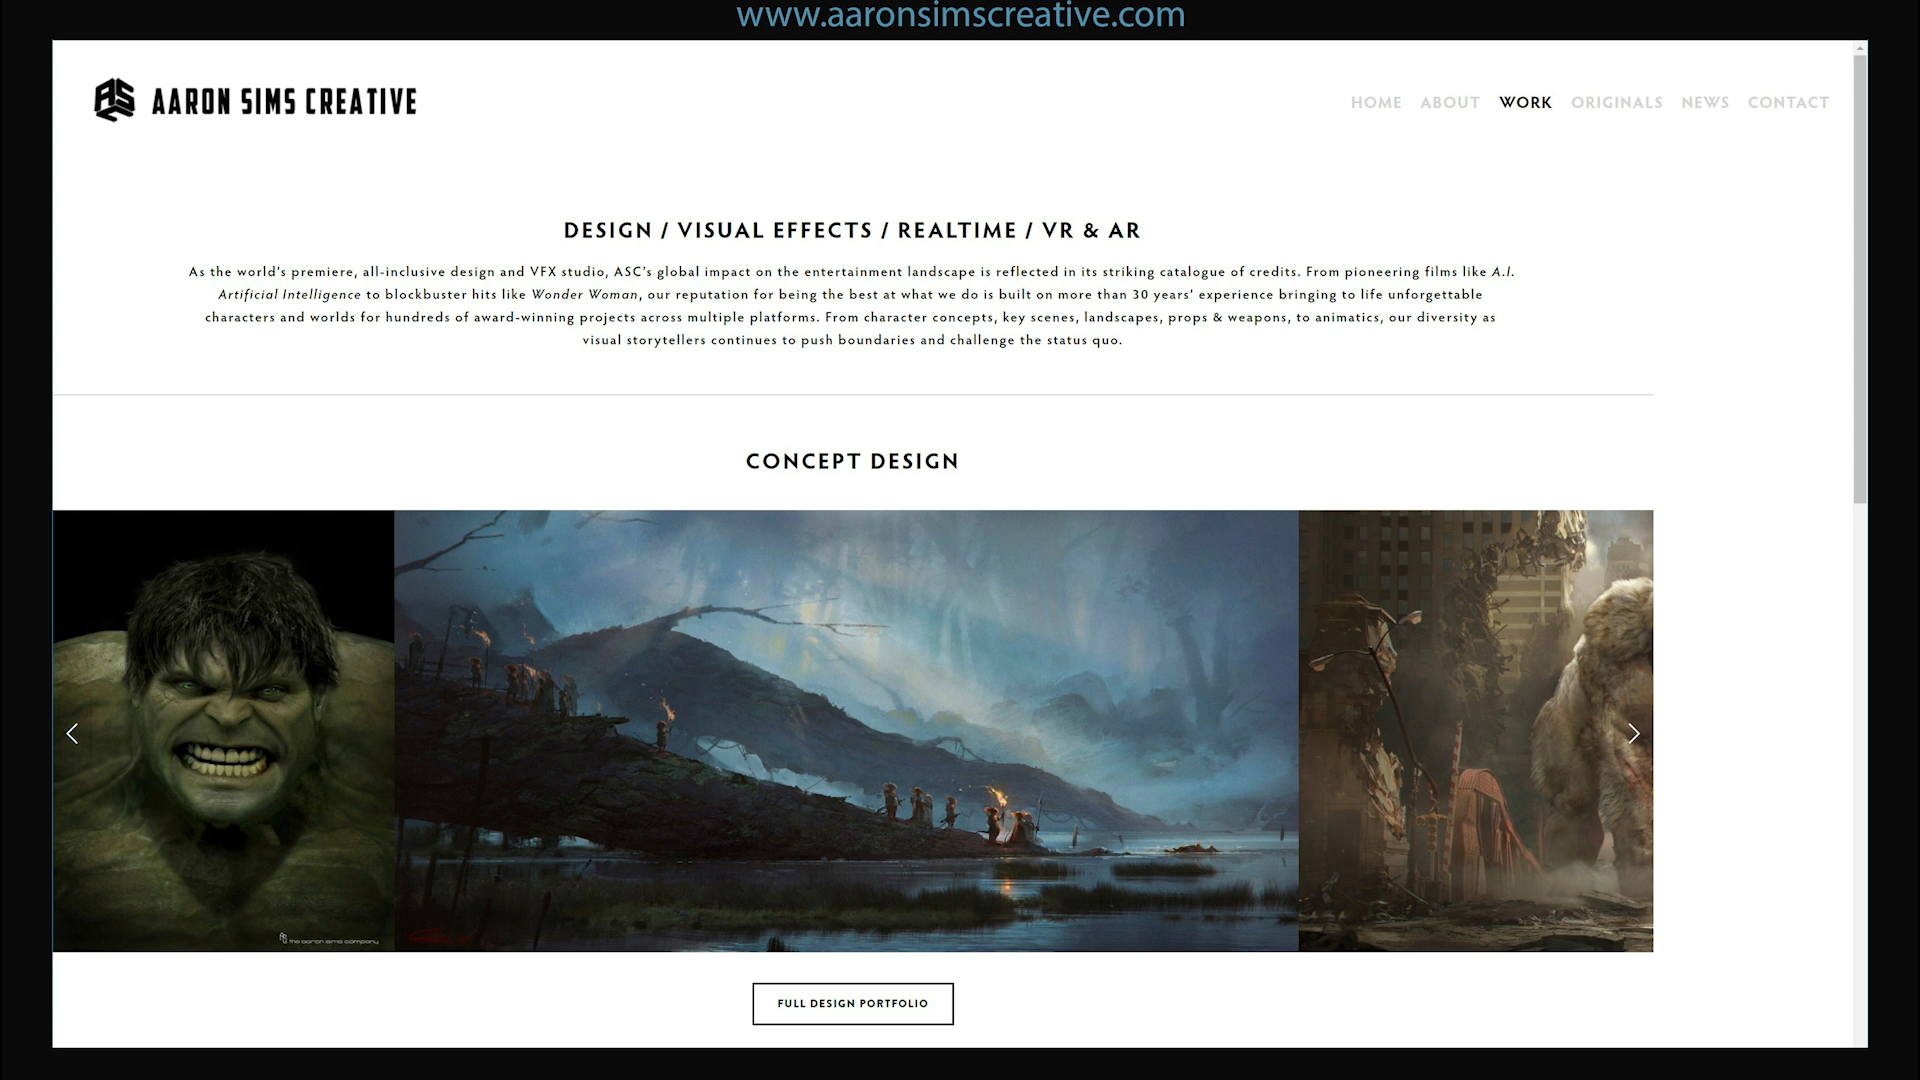 www.aaronsimscreative.com
AARON SIMS CREATIVE
HOME ABOUT WORK ORIGINALS NEWS CONTACT
DESIGN / VISUAL EFFECTS / REALTIME / VR & AR
As the world's premiere, all-inclusive design and VFX studio, ASC's global impact on the entertainment landscape is reflected in its striking catalogue of credits. From pioneering films like A.I.
Artificial Intelligence to blockbuster hits like Wonder Woman, our reputation for being the best at what we do is built on more than 30 years' experience bringing to life unforgettable
characters and worlds for hundreds of award-winning projects across multiple platforms. From character concepts, key scenes, landscapes, props & weapons, to animatics, our diversity as
visual storytellers continues to push boundaries and challenge the status quo.
CONCEPT DESIGN
the aaron sims company
FULL DESIGN PORTFOLIO